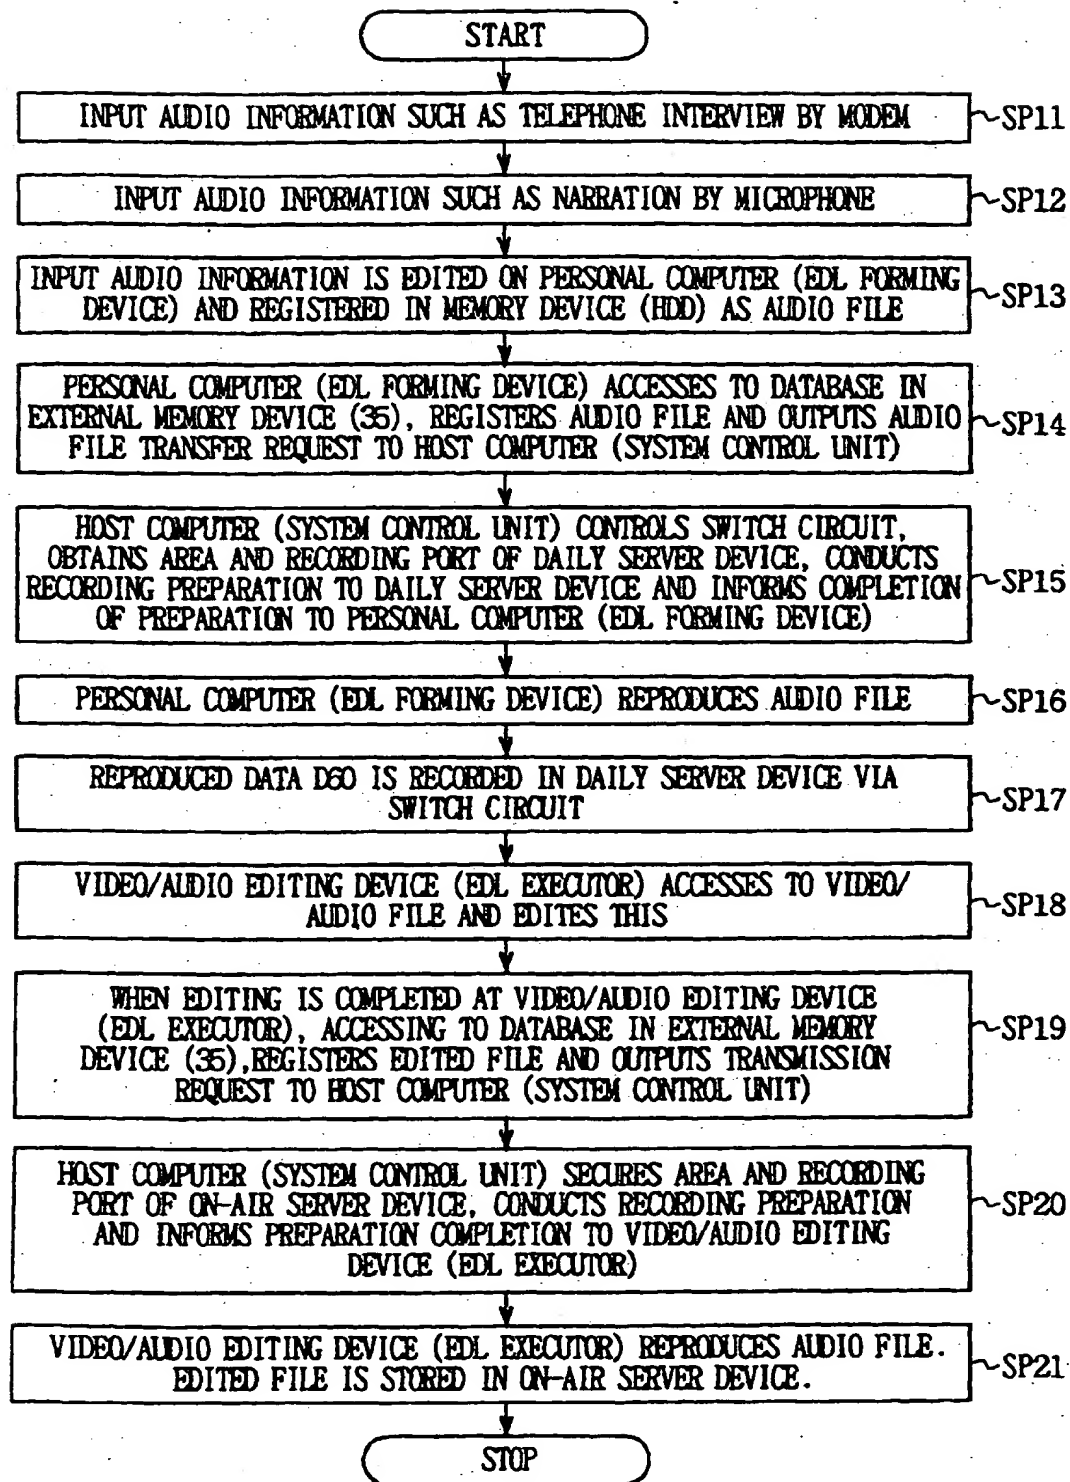 START
INPUT AUDIO INFORMATION SUCH AS TELEPHONE INTERVIEW BY MODEM
SP11
INPUT AUDIO INFORMATION SUCH AS NARRATION BY MICROPHONE
SP12
INPUT AUDIO INFORMATION IS EDITED ON PERSONAL COMPUTER (EDL FORMING
DEVICE) AND REGISTERED IN MEMORY DEVICE (HDD) AS AUDIO FILE
SP13
PERSONAL COMPUTER (EDL FORMING DEVICE) ACCESSES TO DATABASE IN
EXTERNAL MEMORY DEVICE (35), REGISTERS AUDIO FILE AND OUTPUTS AUDIO
FILE TRANSFER REQUEST TO HOST COMPUTER (SYSTEM CONTROL UNIT)
SP14
HOST COMPUTER (SYSTEM CONTROL UNIT) CONTROLS SWITCH CIRCUIT,
OBTAINS AREA AND RECORDING PORT OF DAILY SERVER DEVICE, CONDUCTS
RECORDING PREPARATION TO DAILY SERVER DEVICE AND INFORMS COMPLETION
OF PREPARATION TO PERSONAL COMPUTER (EDL FORMING DEVICE)
SP15
PERSONAL COMPUTER (EDL FORMING DEVICE) REPRODUCES AUDIO FILE
SP16
REPRODUCED DATA D60 IS RECORDED IN DAILY SERVER DEVICE VIA
SWITCH CIRCUIT
SP17
VIDEO/AUDIO EDITING DEVICE (EDL EXECUTOR) ACCESSES TO VIDEO/
AUDIO FILE AND EDITES THIS
SP18
WHEN EDITING IS COMPLETED AT VIDEO/AUDIO EDITING DEVICE
(EDL EXECUTOR), ACCESSING TO DATABASE IN EXTERNAL MEMORY
DEVICE (35),REGISTERS EDITED FILE AND OUTPUTS TRANSMISSION
REQUEST TO HOST COMPUTER (SYSTEM CONTROL UNIT)
SP19
HOST COMPUTER (SYSTEM CONTROL UNIT) SECURES AREA AND RECORDING
PORT OF ON-AIR SERVER DEVICE, CONDUCTS RECORDING PREPARATION
AND INFORMS PREPARATION COMPLETION TO VIDEO/AUDIO EDITING
DEVICE (EDL EXECUTOR)
SP20
VIDEO/AUDIO EDITING DEVICE (EDL EXECUTOR) REPRODUCES AUDIO FILE.
EDITED FILE IS STORED IN ON-AIR SERVER DEVICE.
SP21
STOP